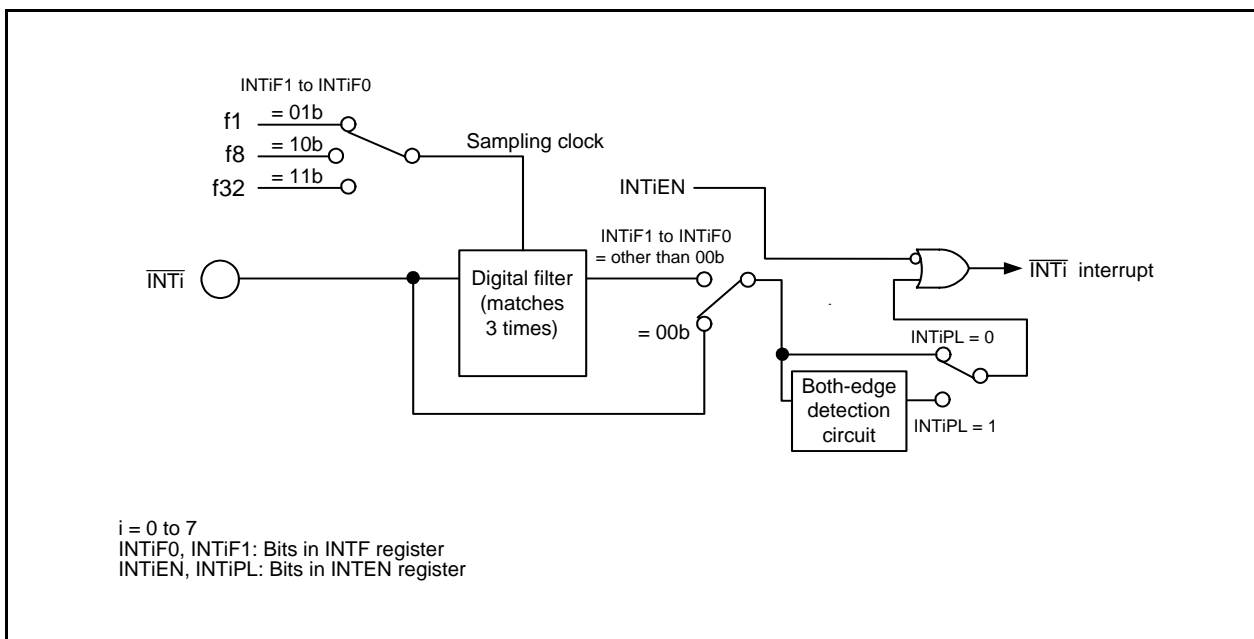 INTiF1 to INTiF0
f1
= 01b
f8
= 10b
f32
= 11b
Sampling clock
INTiEN
INTiF1 to INTiF0
= other than 00b
INTi
Digital filter
(matches
3 times)
= 00b
INTi interrupt
INTiPL = 0
Both-edge
detection
circuit
INTiPL = 1
i = 0 to 7
INTiF0, INTiF1: Bits in INTF register
INTiEN, INTiPL: Bits in INTEN register